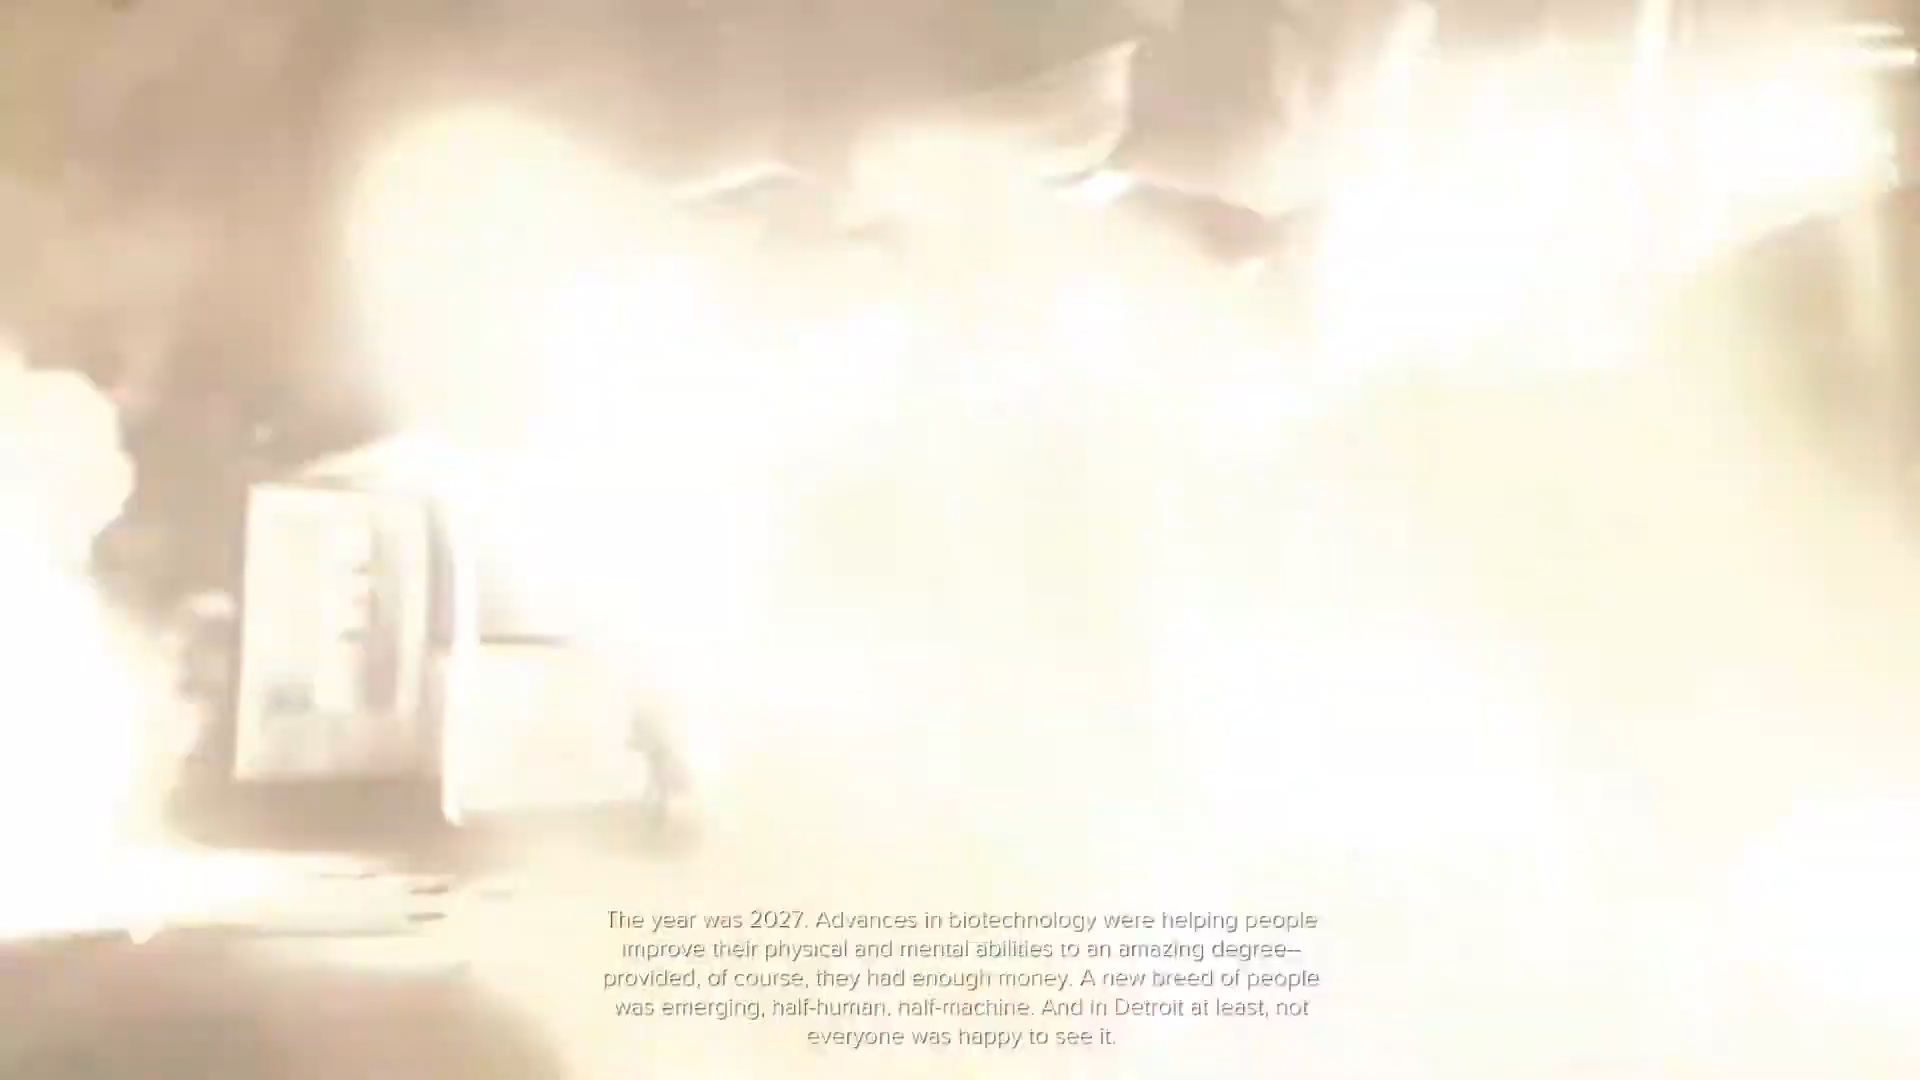 The year was 2027. Advances in biotechnology were helping people
improve their physical and mental abilities to an amazing degree--
provided, of course, they had enough money. A new breed of people
was emerging, half-human, half-machine. And in Detroit at least, not
everyone was happy to see it.